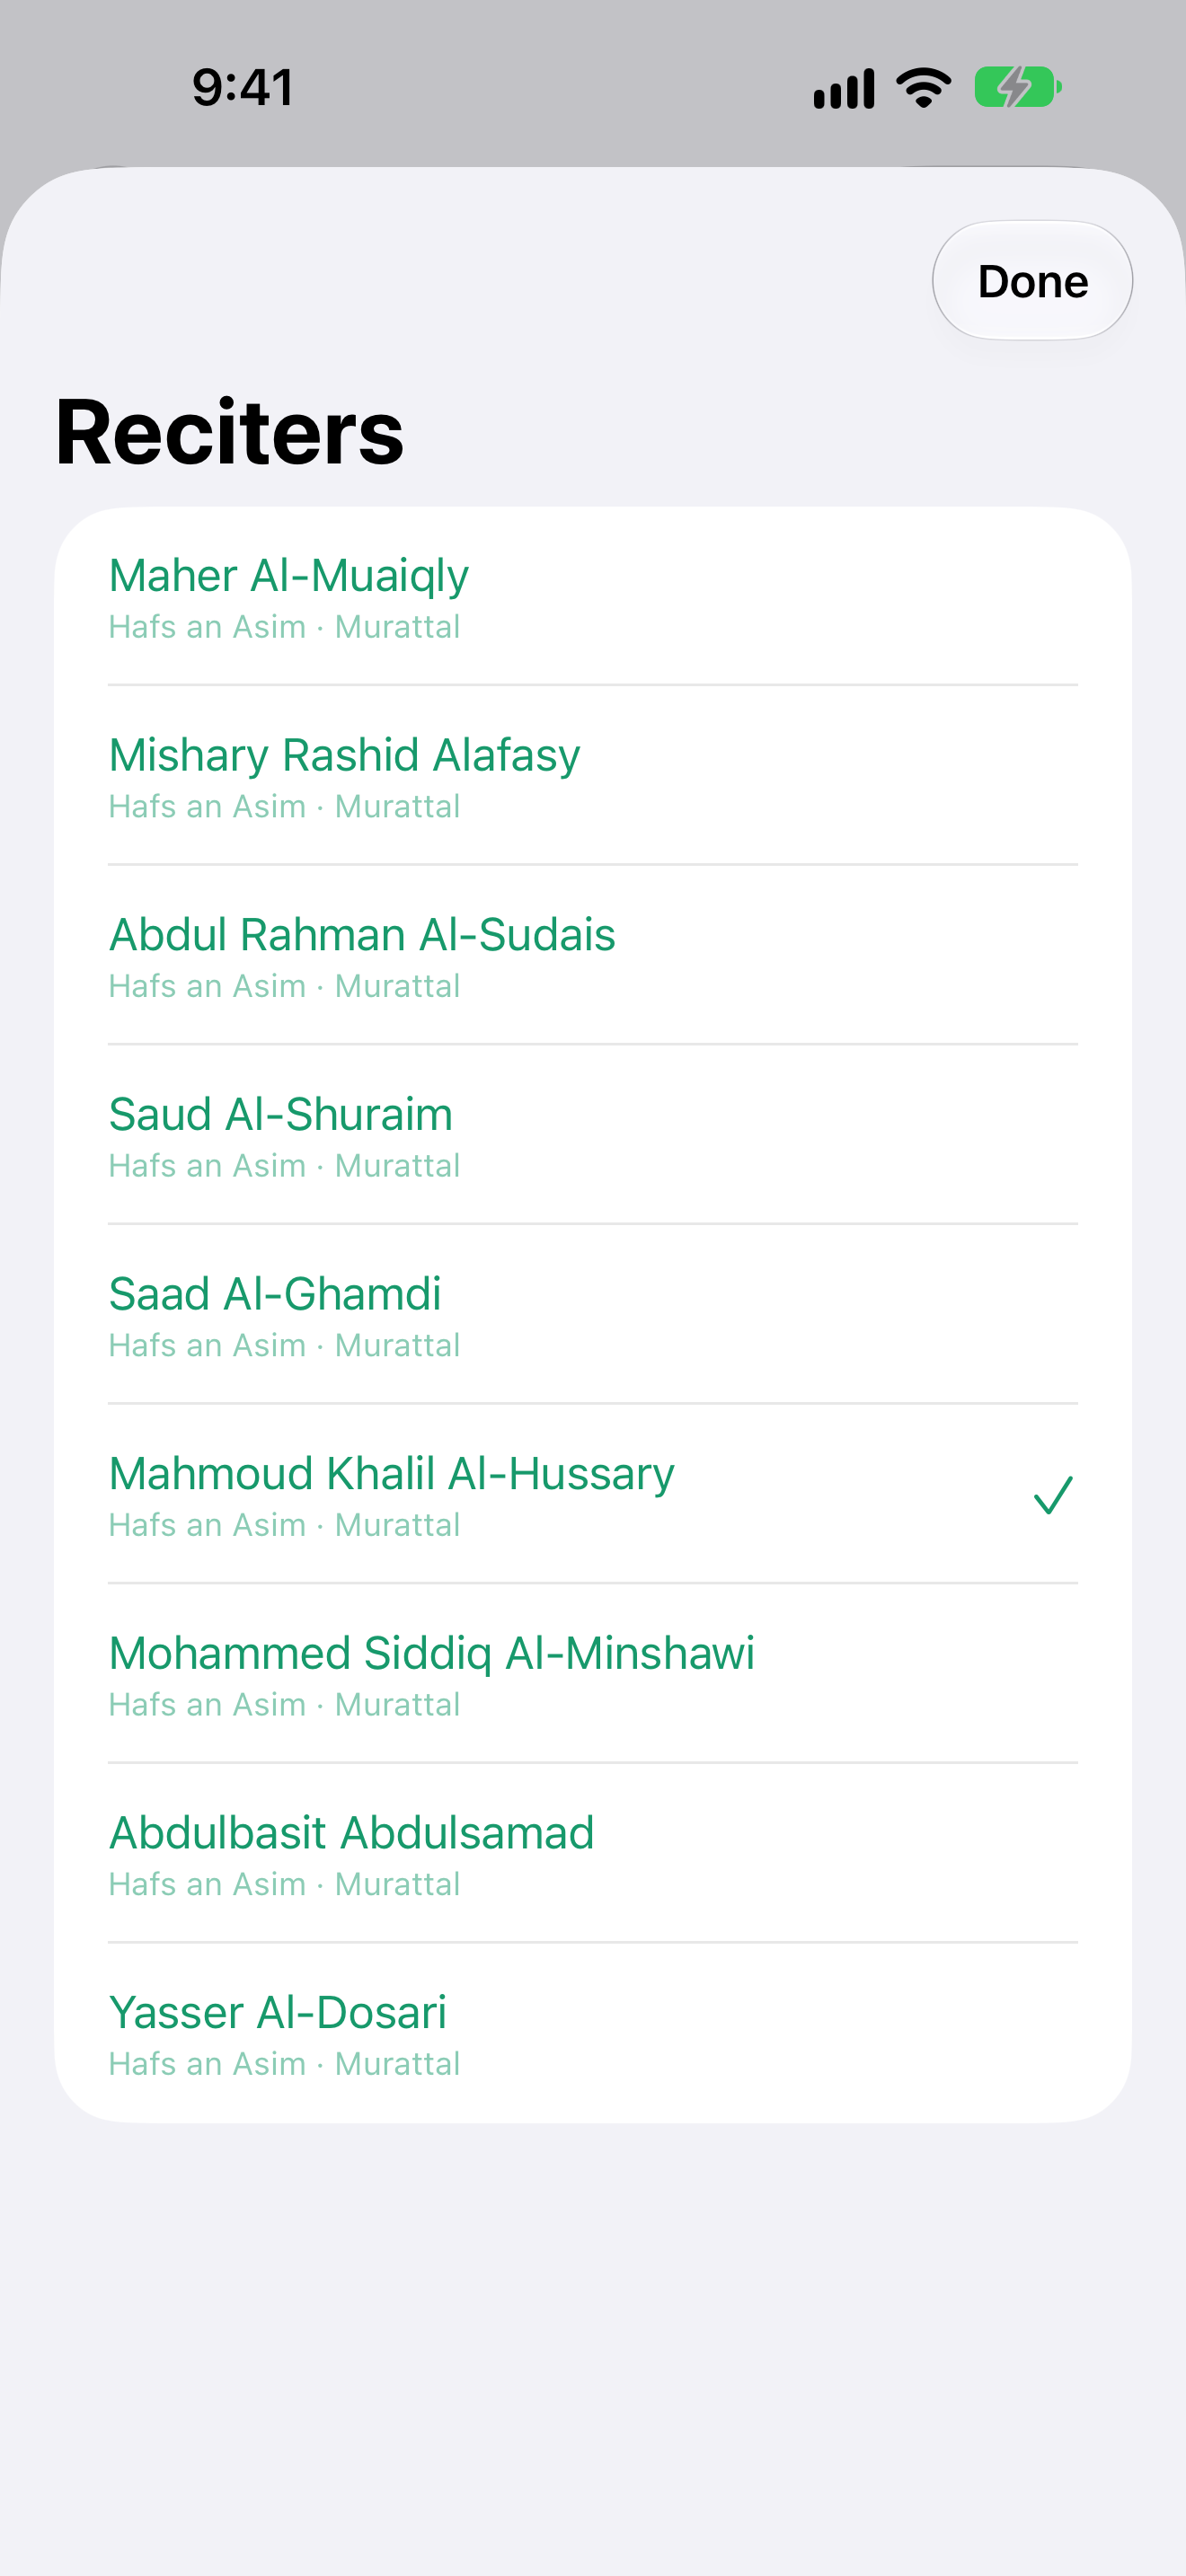 9:41
Done
Reciters
Maher Al-Muaiqly
Hafs an Asim · Murattal
Mishary Rashid Alafasy
Hafs an Asim · Murattal
Abdul Rahman Al-Sudais
Hafs an Asim · Murattal
Saud Al-Shuraim
Hafs an Asim · Murattal
Saad Al-Ghamdi
Hafs an Asim · Murattal
Mahmoud Khalil Al-Hussary
Hafs an Asim · Murattal
Mohammed Siddiq Al-Minshawi
Hafs an Asim · Murattal
Abdulbasit Abdulsamad
Hafs an Asim · Murattal
Yasser Al-Dosari
Hafs an Asim · Murattal